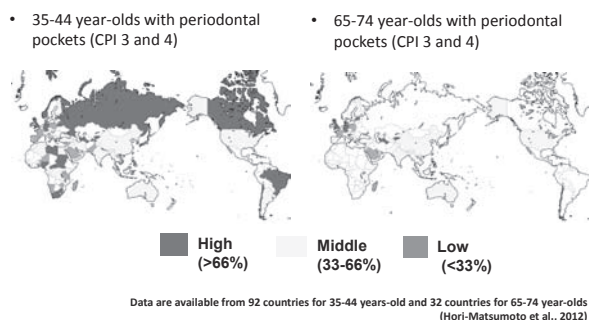 • 35-44 year-olds with periodontal
pockets (CPI 3 and 4)
• 65-74 year-olds with periodontal
pockets (CPI 3 and 4)
High
(>66%)
Middle
(33-66%)
Low
(<33%)
Data are available from 92 countries for 35-44 years-old and 32 countries for 65-74 year-olds
(Hori-Matsumoto et al., 2012)